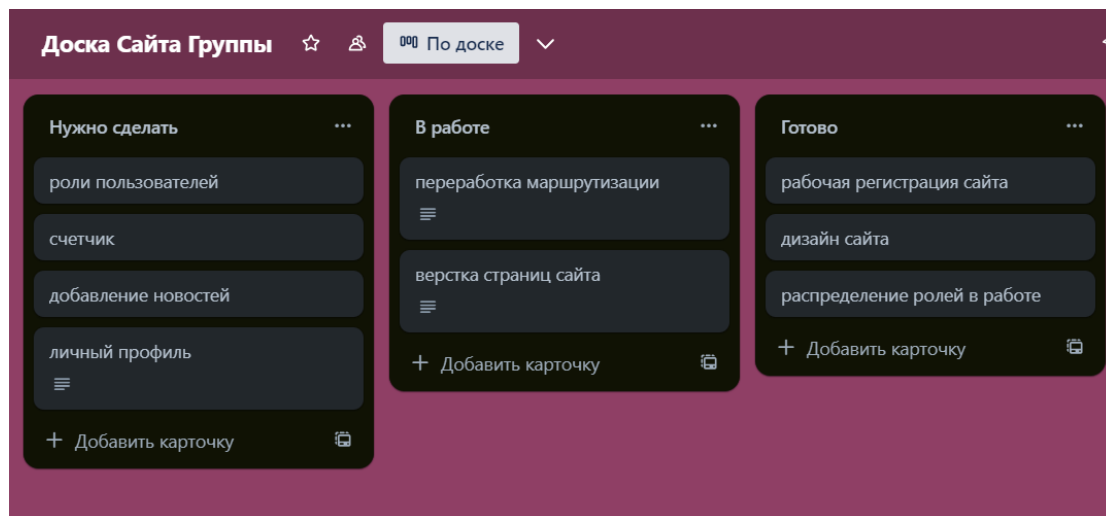 Доска Сайта Группы
По доске
Нужно сделать
роли пользователей
счетчик
добавление новостей
личный профиль
Добавить карточку
В работе
переработка маршрутизации
верстка страниц сайта
Добавить карточку
Готово
рабочая регистрация сайта
дизайн сайта
распределение ролей в работе
Добавить карточку